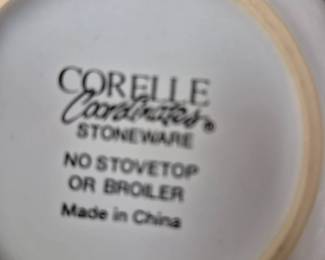 CORELLE
Coordinates®
STONEWARE
NO STOVETOP
OR BROILER
Made in China